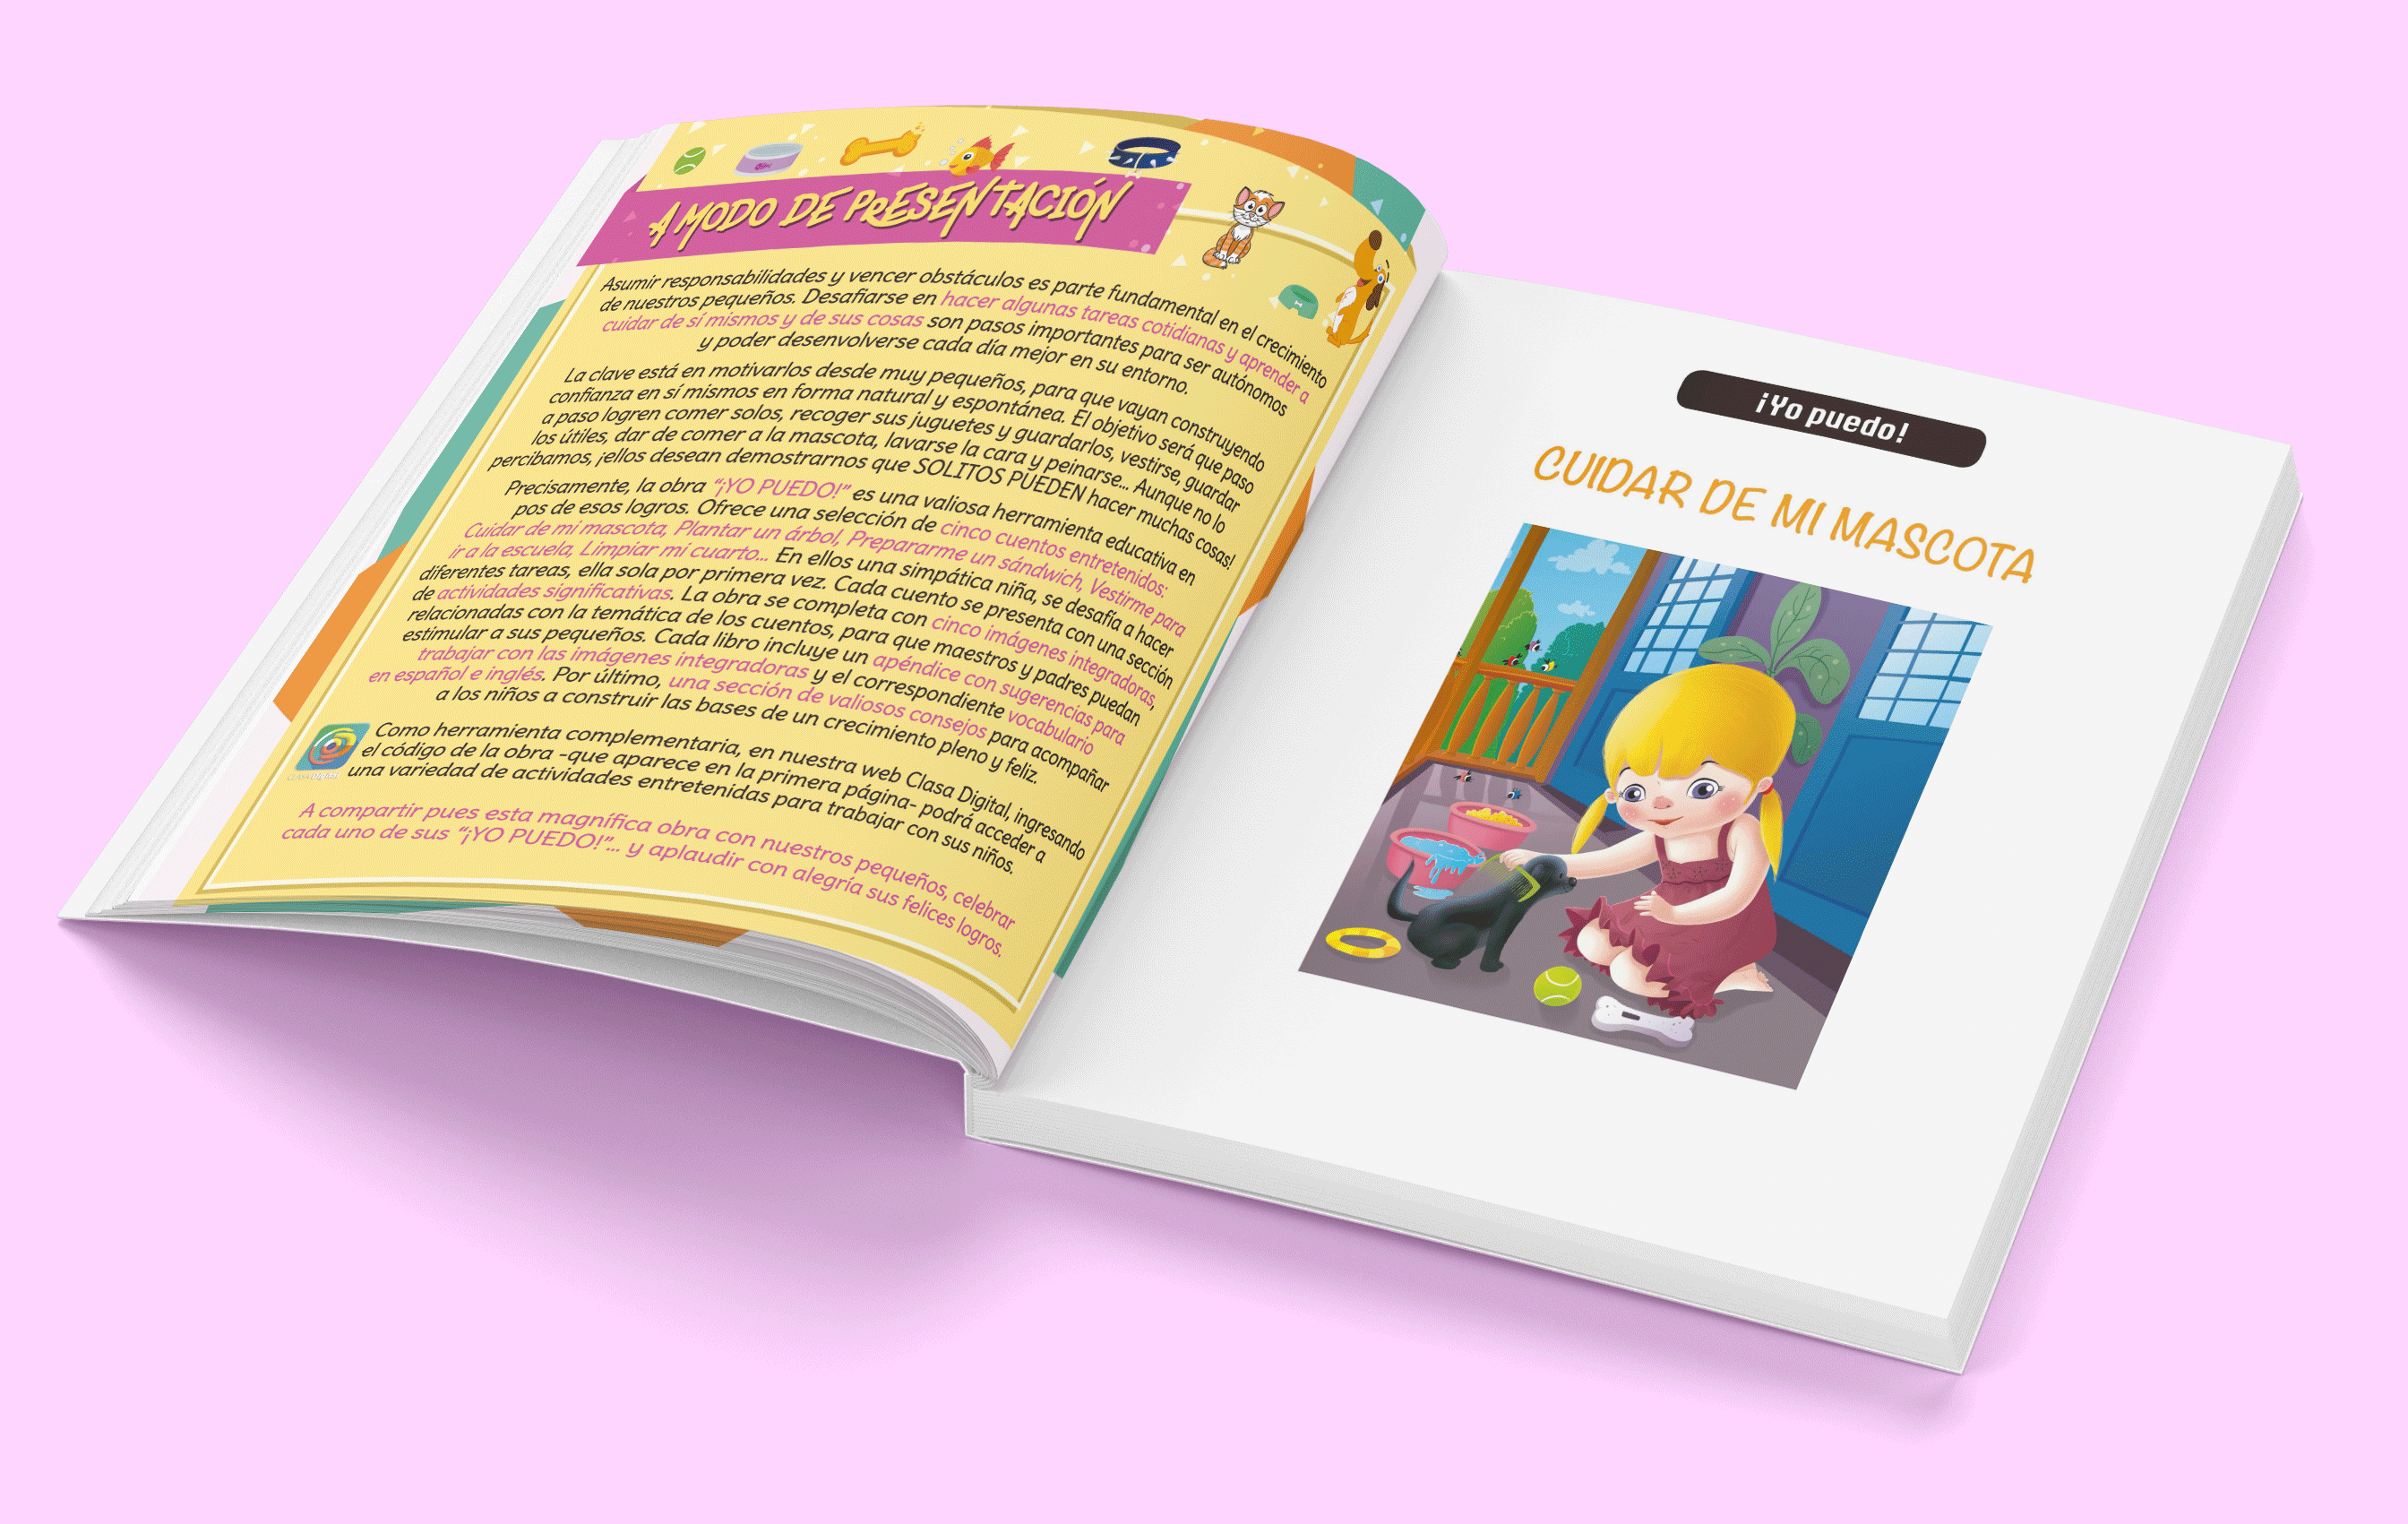 A MODO DE PRESENTACIÓN
Asumir responsabilidades y vencer obstáculos es parte fundamental en el crecimiento
de nuestros pequeños. Desafiarse en hacer algunas tareas cotidianas y aprender a
cuidar de sí mismos y de sus cosas son pasos importantes para ser autónomos
y poder desenvolverse cada día mejor en su entorno.
La clave está en motivarlos desde muy pequeños, para que vayan construyendo
confianza en sí mismos en forma natural y espontánea. El objetivo será que paso
a paso logren comer solos, recoger sus juguetes y guardarlos, vestirse, guardar
los útiles, dar de comer a la mascota, lavarse la cara y peinarse... Aunque no lo
percibamos, ¡ellos desean demostrarnos que SOLITOS PUEDEN hacer muchas cosas!
Precisamente, la obra “¡YO PUEDO!” es una valiosa herramienta educativa en
pos de esos logros. Ofrece una selección de cinco cuentos entretenidos:
Cuidar de mi mascota, Plantar un árbol, Prepararme un sándwich, Vestirme para
ir a la escuela, Limpiar mi cuarto... En ellos una simpática niña, se desafía a hacer
diferentes tareas, ella sola por primera vez. Cada cuento se presenta con una sección
de actividades significativas. La obra se completa con cinco imágenes integradoras,
relacionadas con la temática de los cuentos, para que maestros y padres puedan
estimular a sus pequeños. Cada libro incluye un apéndice con sugerencias para
trabajar con las imágenes integradoras y el correspondiente vocabulario
en español e inglés. Por último, una sección de valiosos consejos para acompañar
a los niños a construir las bases de un crecimiento pleno y feliz.
Como herramienta complementaria, en nuestra web Clasa Digital, ingresando
el código de la obra -que aparece en la primera página- podrá acceder a
una variedad de actividades entretenidas para trabajar con sus niños.
A compartir pues esta magnífica obra con nuestros pequeños, celebrar
cada uno de sus “¡YO PUEDO!”... y aplaudir con alegría sus felices logros.
¡Yo puedo!
CUIDAR DE MI MASCOTA